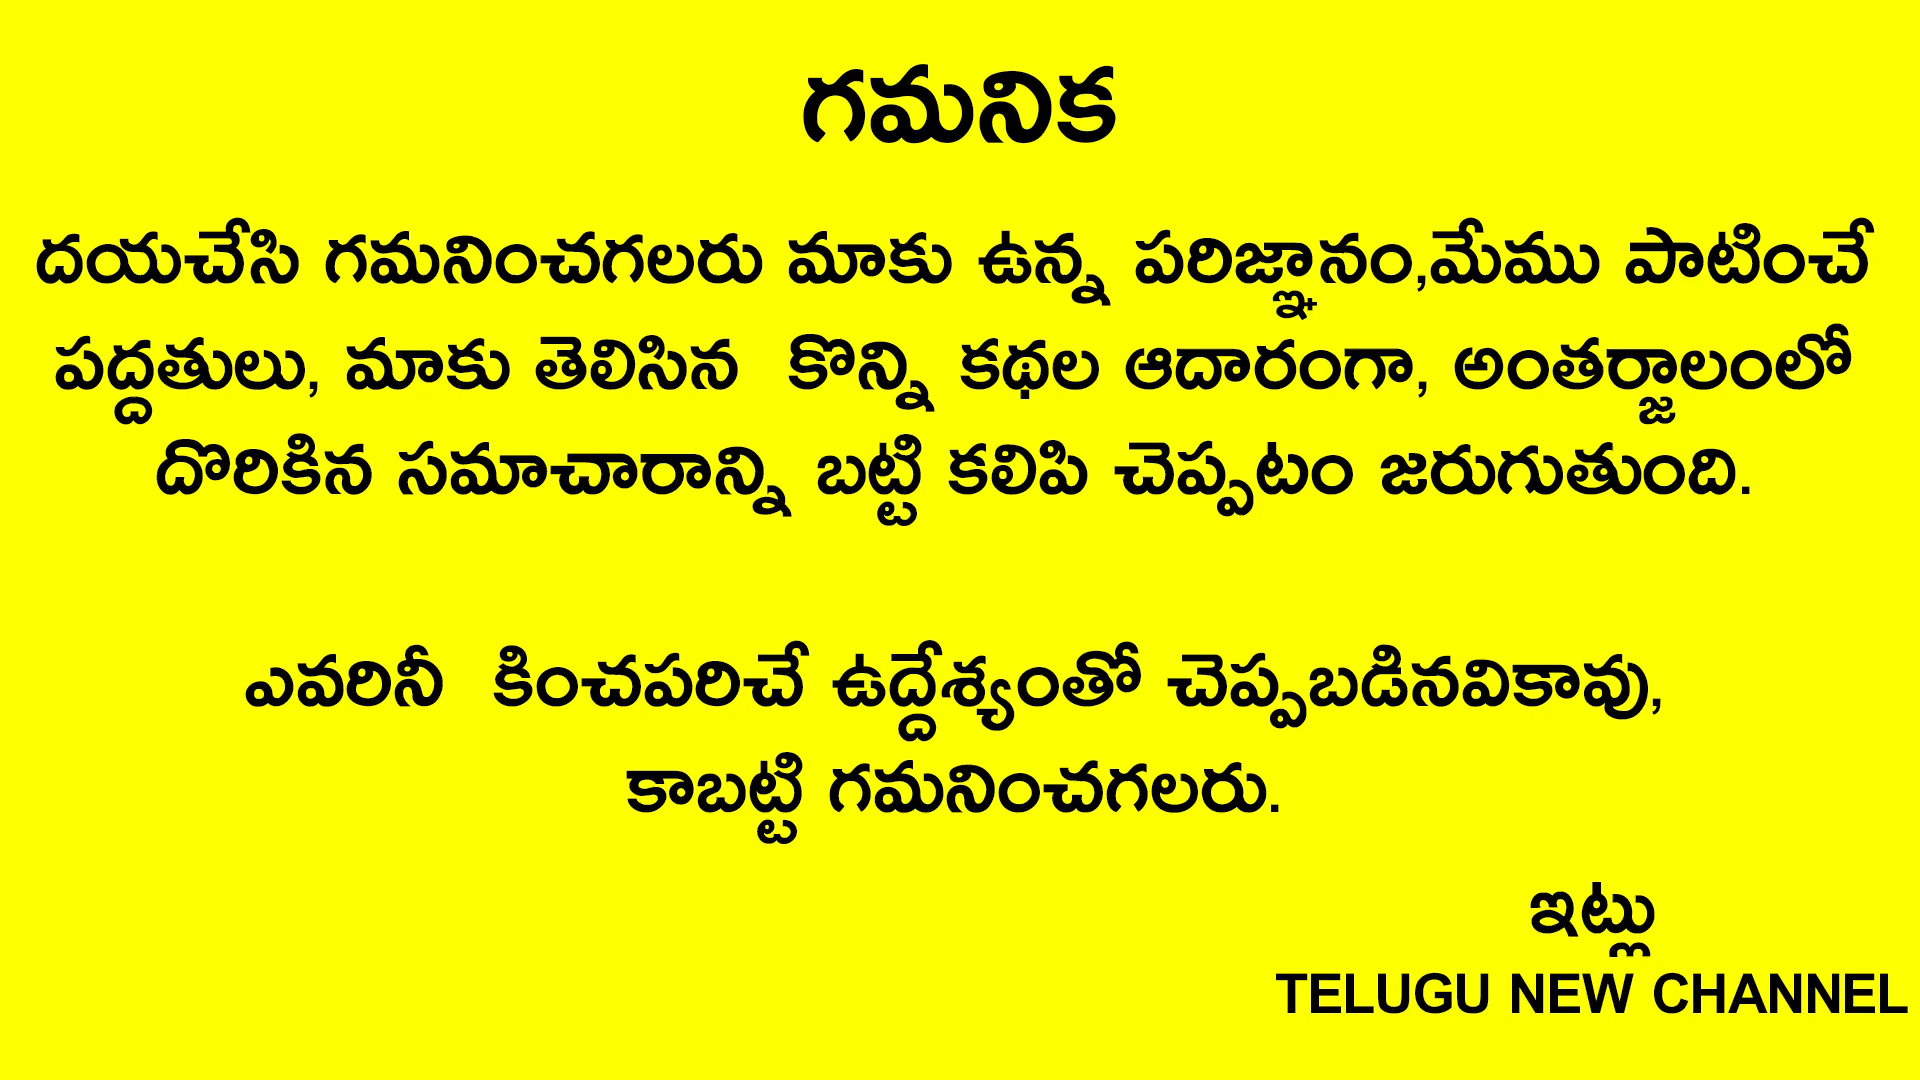 గమనిక
దయచేసి గమనించగలరు మాకు ఉన్న పరిజ్ఞానం,మేము పాటించే
పద్దతులు, మాకు తెలిసిన కొన్ని కథల ఆదారంగా, అంతర్జాలంలో
దొరికిన సమాచారాన్ని బట్టి కలిపి చెప్పటం జరుగుతుంది.
ఎవరినీ కించపరిచే ఉద్దేశ్యంతో చెప్పబడినవికావు,
కాబట్టి గమనించగలరు.
ఇట్లు
TELUGU NEW CHANNEL